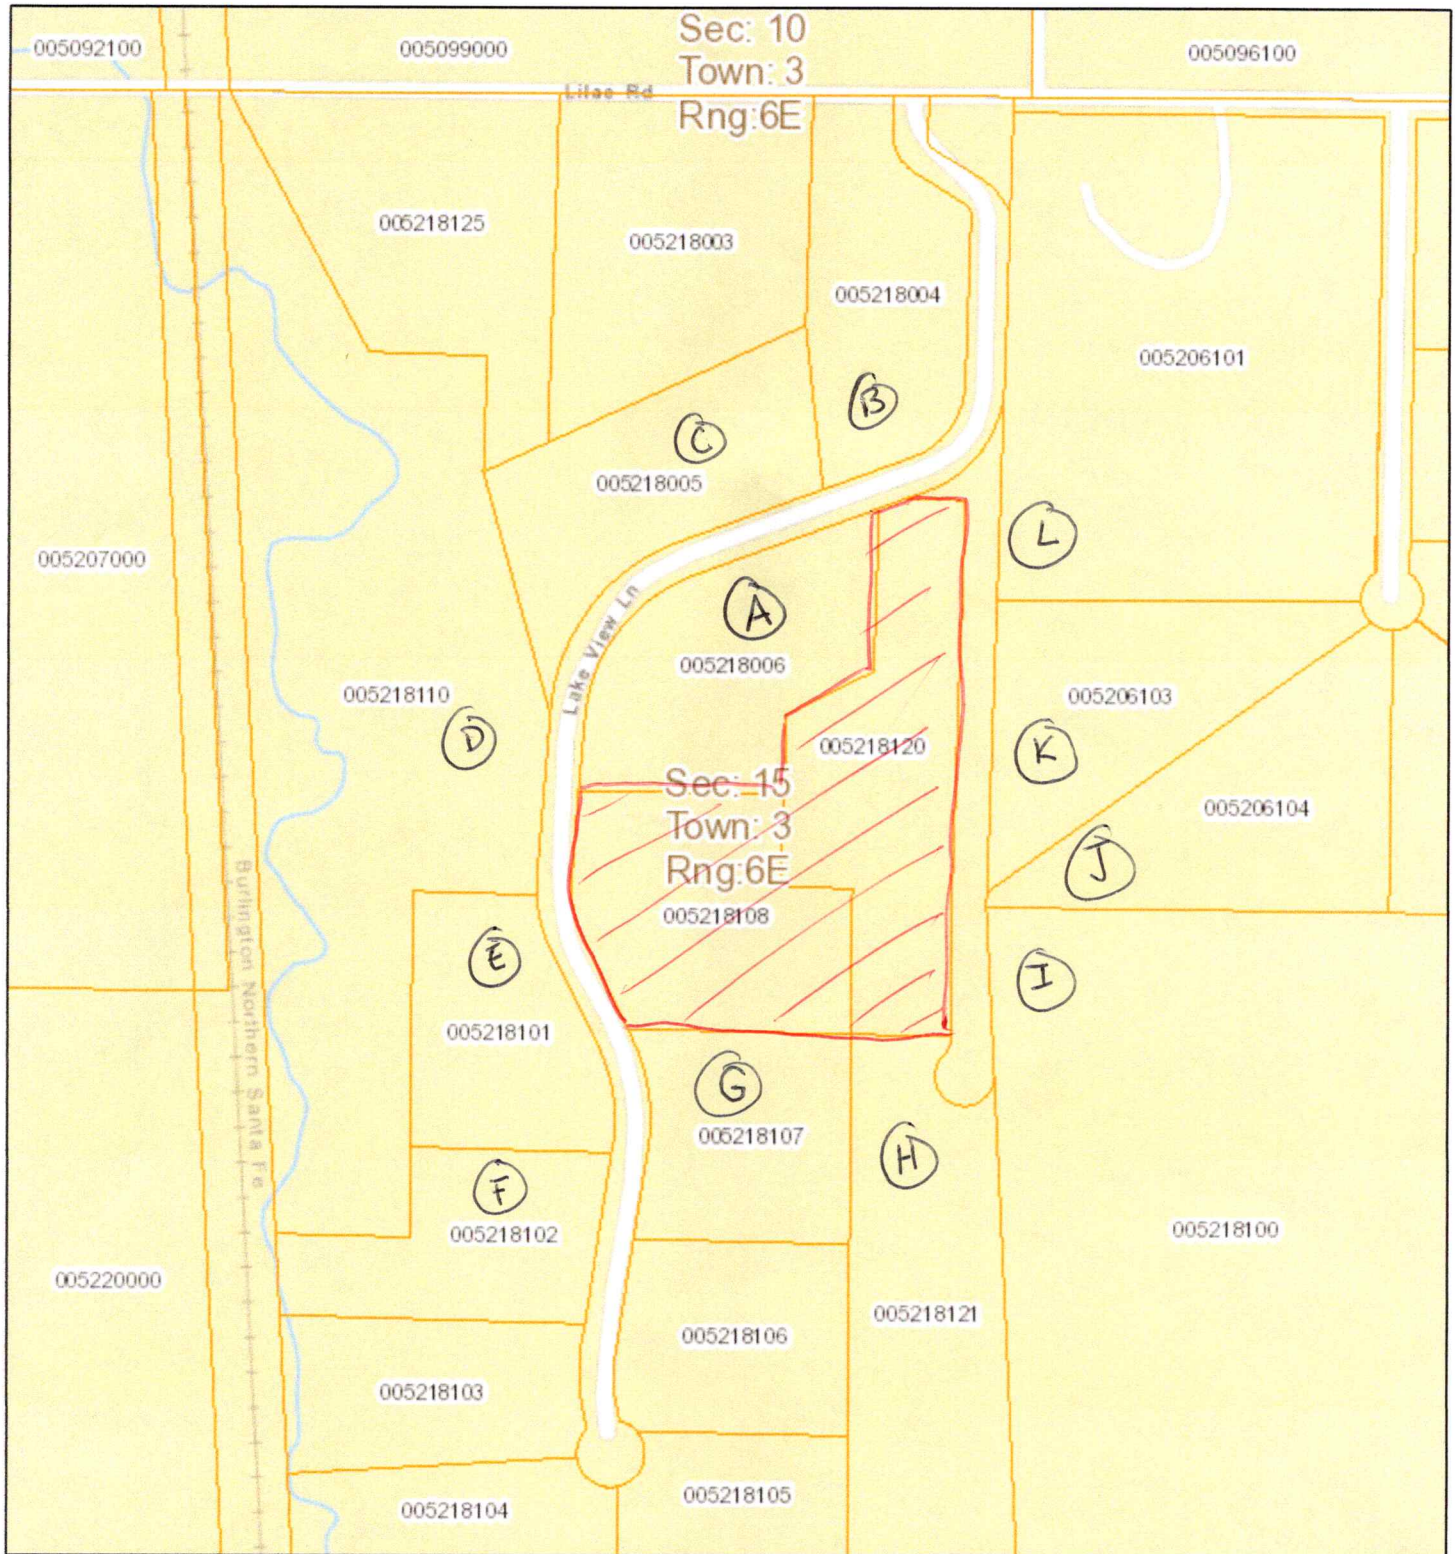 Sec: 10
Town: 3
Rng:6E
005092100
005099000
005096100
Lilac Rd
005218125
005218003
005218004
005206101
B
C
005218005
L
005207000
A
Lake View Ln
005218006
005218110
D
005218120
005206103
K
005206104
Sec: 15
Town: 3
Rng:6E
J
005218108
Burlington Northern Santa Fe
E
I
005218101
G
005218107
H
F
005218102
005218100
005220000
005218121
005218106
005218103
005218105
005218104